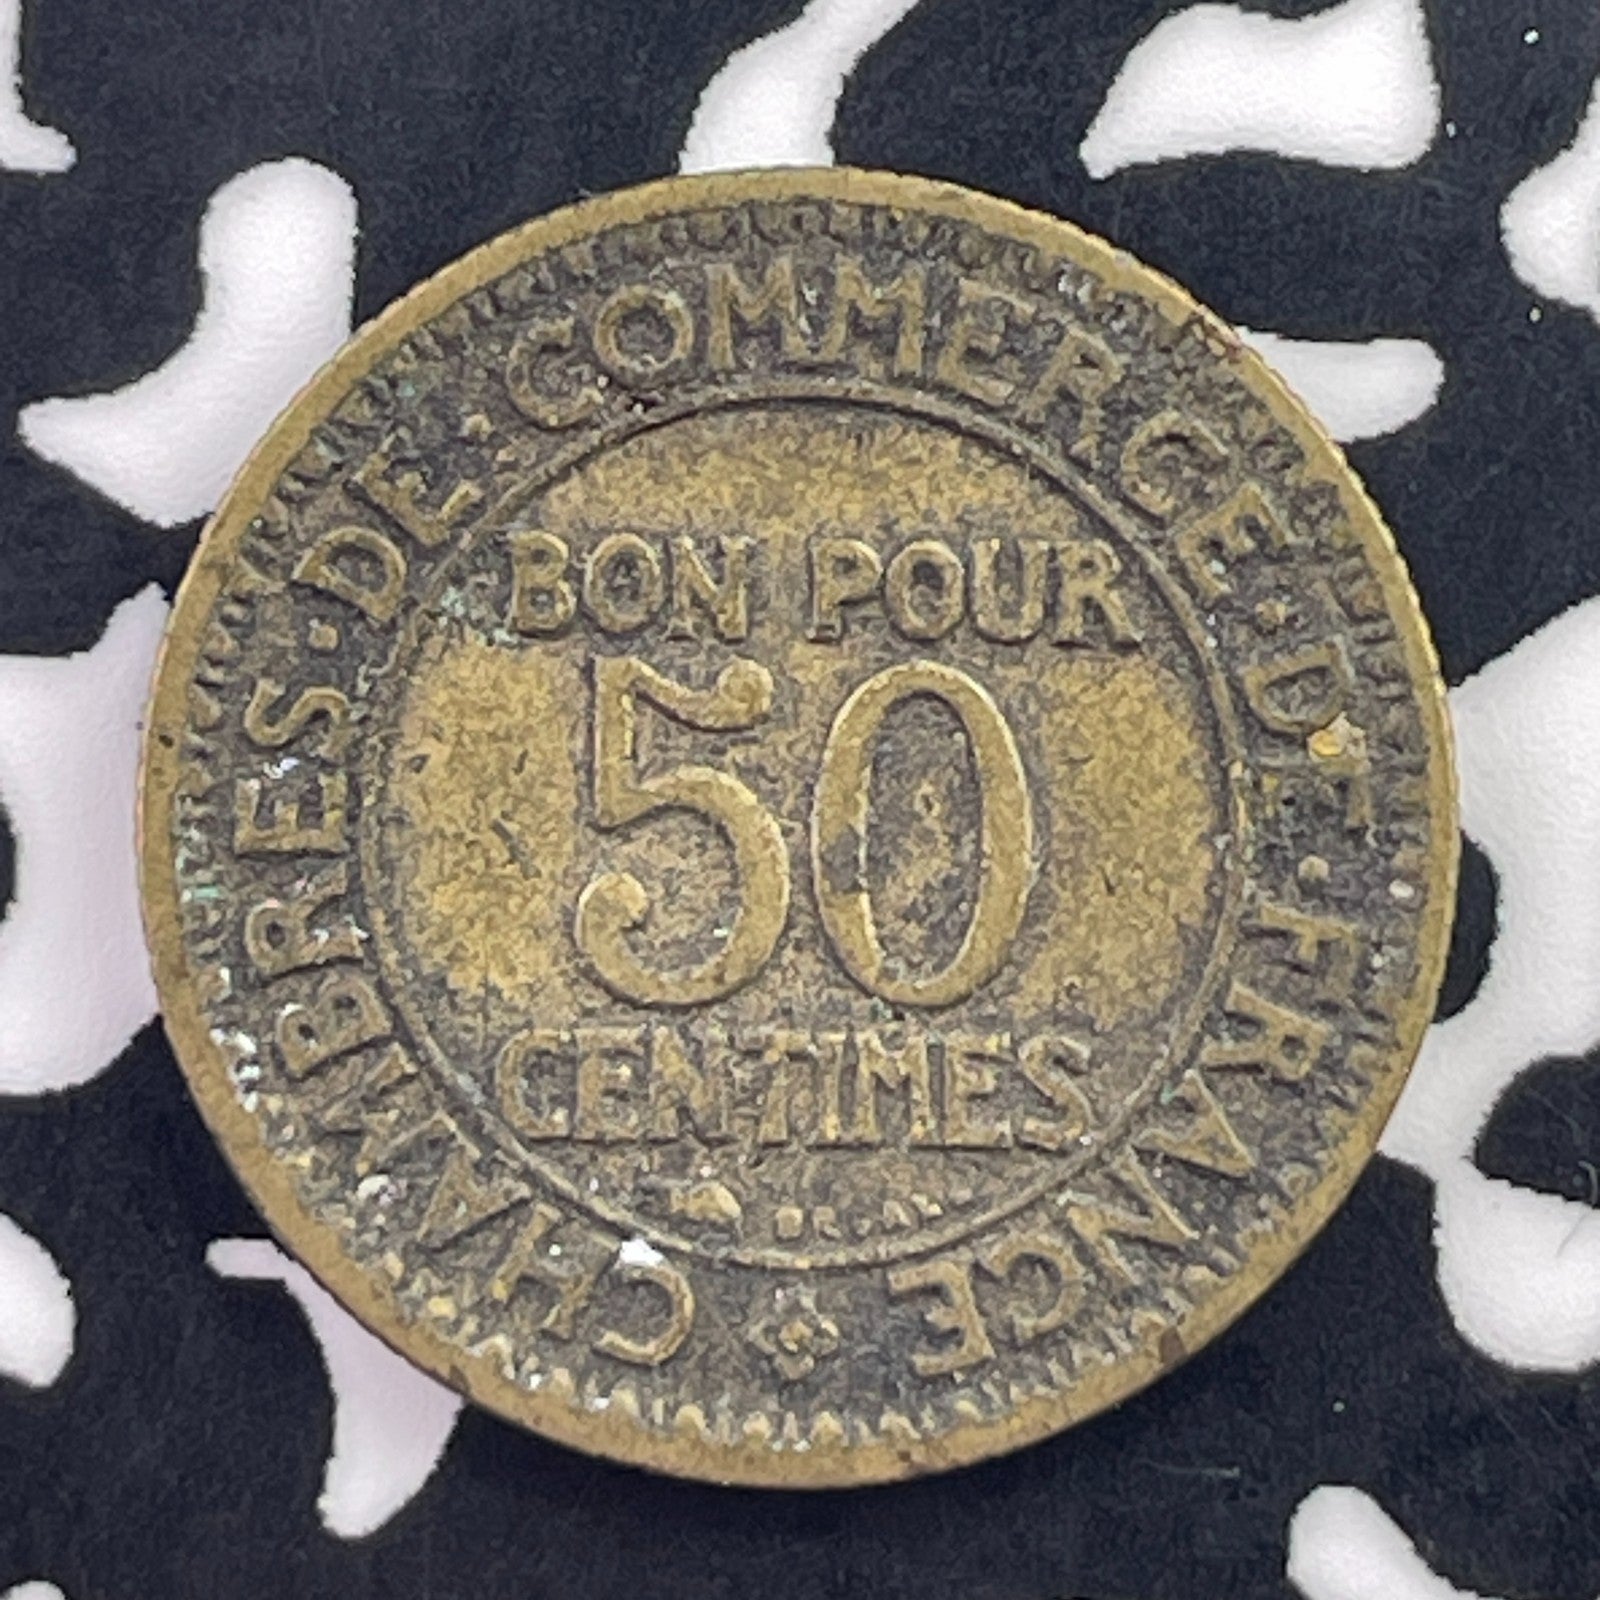 CHAMBRES · DE · COMMERCE · DE · FRANCE
BON POUR
50
CENTIMES